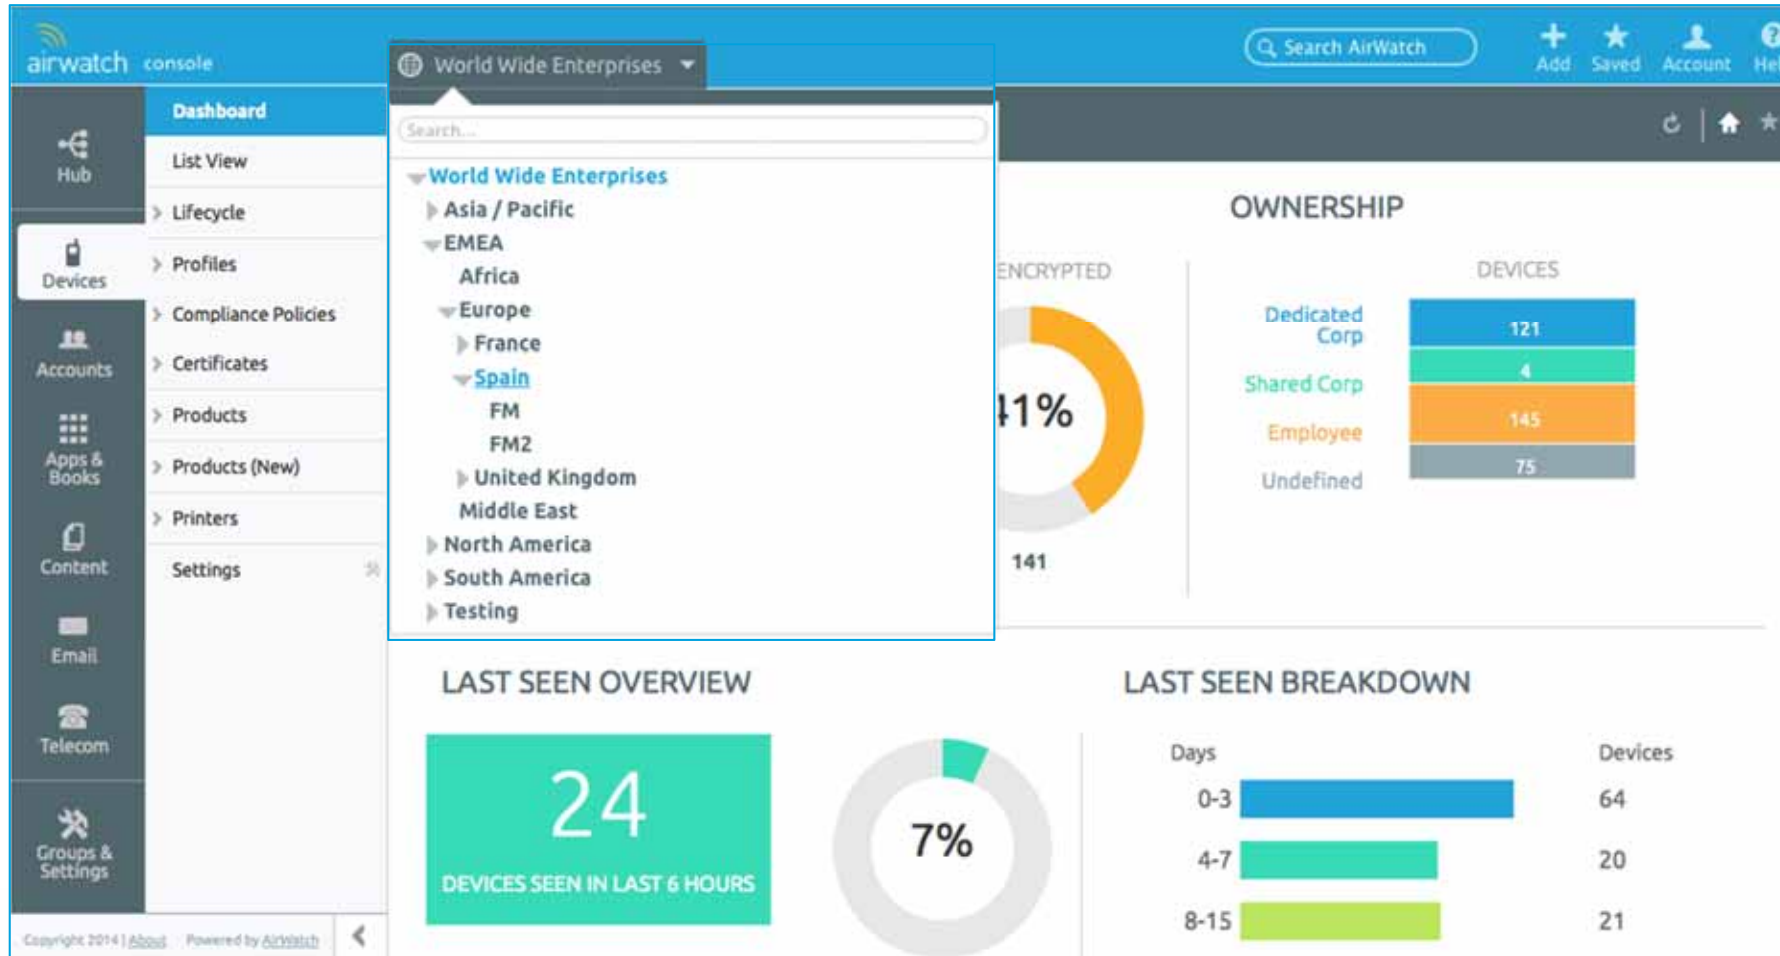 airwatch console
World Wide Enterprises
Search AirWatch
Add
Saved
Account
Hel
Hub
Devices
Accounts
Apps &
Books
Content
Email
Telecom
Groups &
Settings
Dashboard
List View
Lifecycle
Profiles
Compliance Policies
Certificates
Products
Products (New)
Printers
Settings
Search...
World Wide Enterprises
Asia / Pacific
EMEA
Africa
Europe
France
Spain
FM
FM2
United Kingdom
Middle East
North America
South America
Testing
ENCRYPTED
41%
141
OWNERSHIP
DEVICES
Dedicated
Corp
121
Shared Corp
4
Employee
145
Undefined
75
LAST SEEN OVERVIEW
24
DEVICES SEEN IN LAST 6 HOURS
7%
LAST SEEN BREAKDOWN
Days
Devices
0-3
64
4-7
20
8-15
21
Copyright 2014 | About Powered by AirWatch